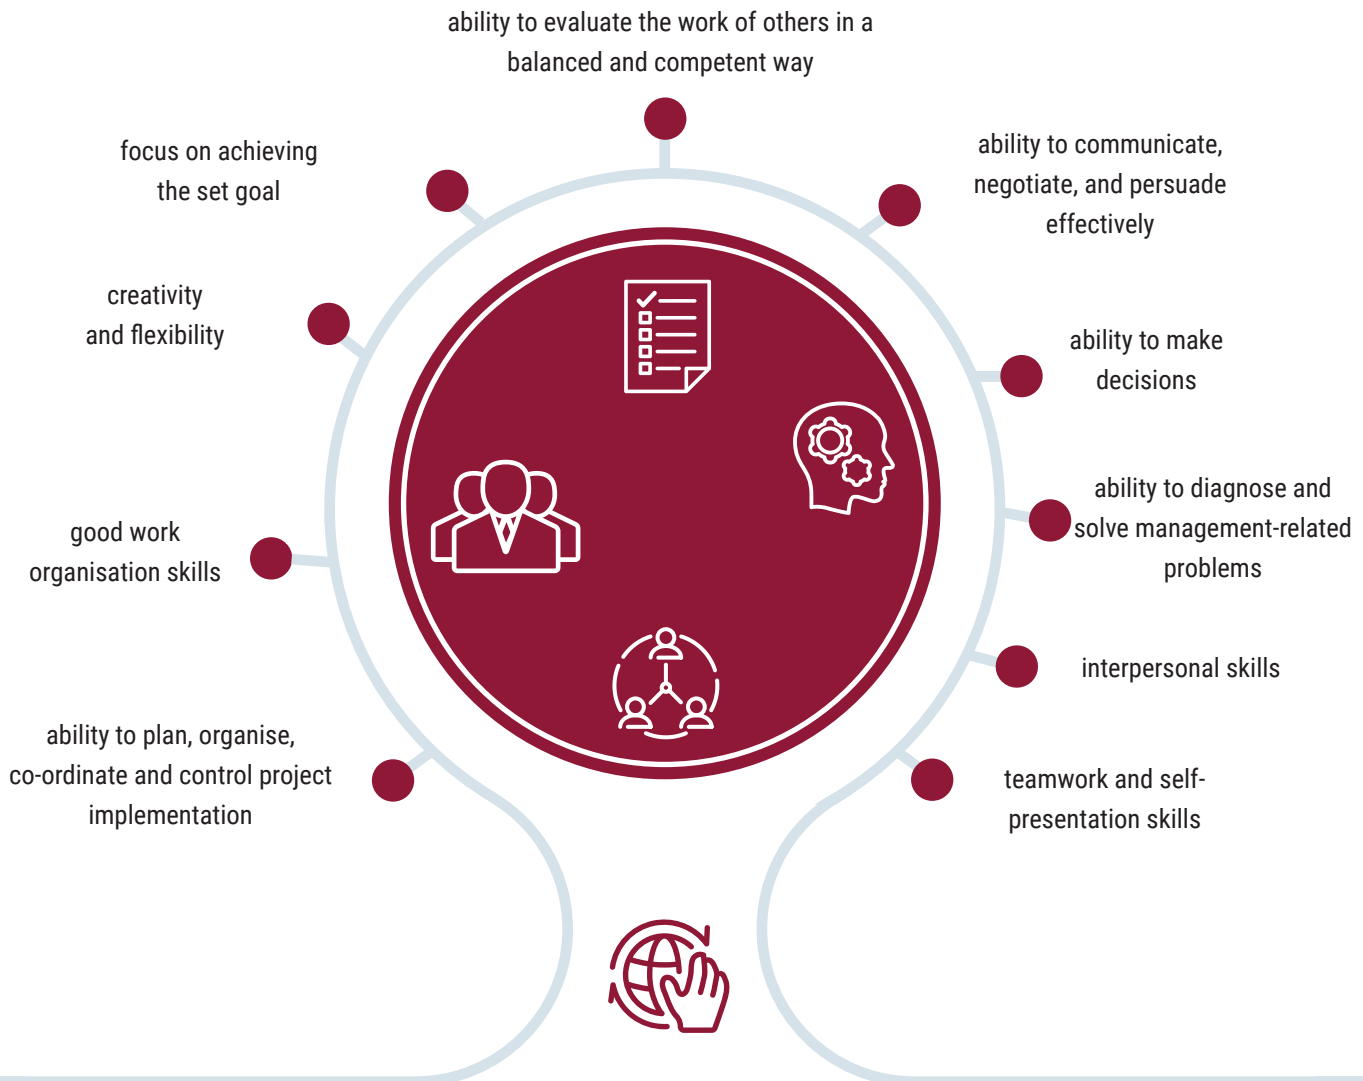 ability to evaluate the work of others in a
balanced and competent way
focus on achieving
the set goal
ability to communicate,
negotiate, and persuade
effectively
creativity
and flexibility
ability to make
decisions
good work
organisation skills
ability to diagnose and
solve management-related
problems
interpersonal skills
ability to plan, organise,
co-ordinate and control project
implementation
teamwork and self-
presentation skills